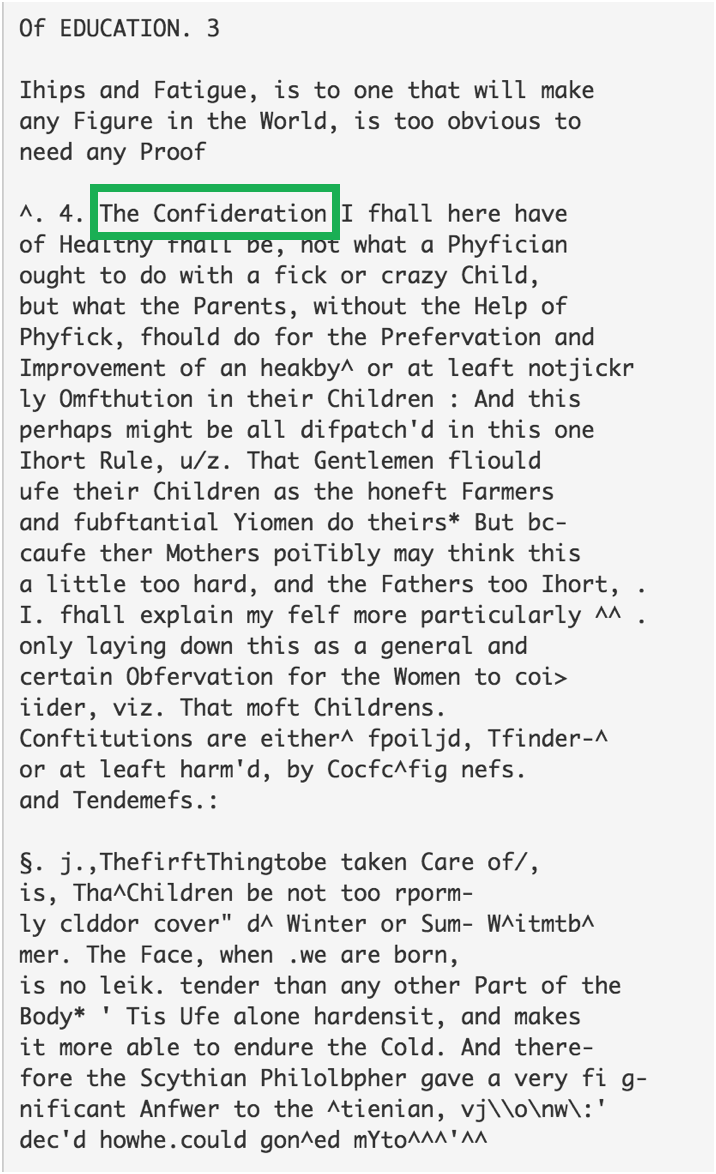 Of EDUCATION. 3
Ihips and Fatigue, is to one that will make
any Figure in the World, is too obvious to
need any Proof
^. 4. The Confideration I fhall here have
of Healthy fhall be, not what a Phyfician
ought to do with a fick or crazy Child,
but what the Parents, without the Help of
Phyfick, fhould do for the Prefervation and
Improvement of an heakby^ or at leaft notjickr
ly Omfthution in their Children : And this
perhaps might be all difpatch'd in this one
Ihort Rule, u/z. That Gentlemen fliould
ufe their Children as the honeft Farmers
and fubftantial Yiomen do theirs* But bc-
caufe ther Mothers poiTibly may think this
a little too hard, and the Fathers too Ihort, .
I. fhall explain my felf more particularly ^^ .
only laying down this as a general and
certain Obfervation for the Women to coi>
iider, viz. That moft Childrens.
Conftitutions are either^ fpoiljd, Tfinder-^
or at leaft harm'd, by Cocfc^fig nefs.
and Tendemefs.:
§. j.,ThefirftThingtobe taken Care of/,
is, Tha^Children be not too rporm-
ly clddor cover" d^ Winter or Sum- W^itmtb^
mer. The Face, when .we are born,
is no leik. tender than any other Part of the
Body* ' Tis Ufe alone hardensit, and makes
it more able to endure the Cold. And there-
fore the Scythian Philolbpher gave a very fi g-
nificant Anfwer to the ^tienian, vj\\o\nw\:'
dec'd howhe.could gon^ed mYto^^^'^^